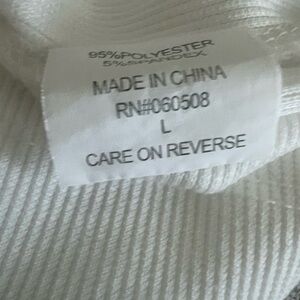 95%POLYESTER
5%SPANDEX
MADE IN CHINA
RN#060508
L
CARE ON REVERSE